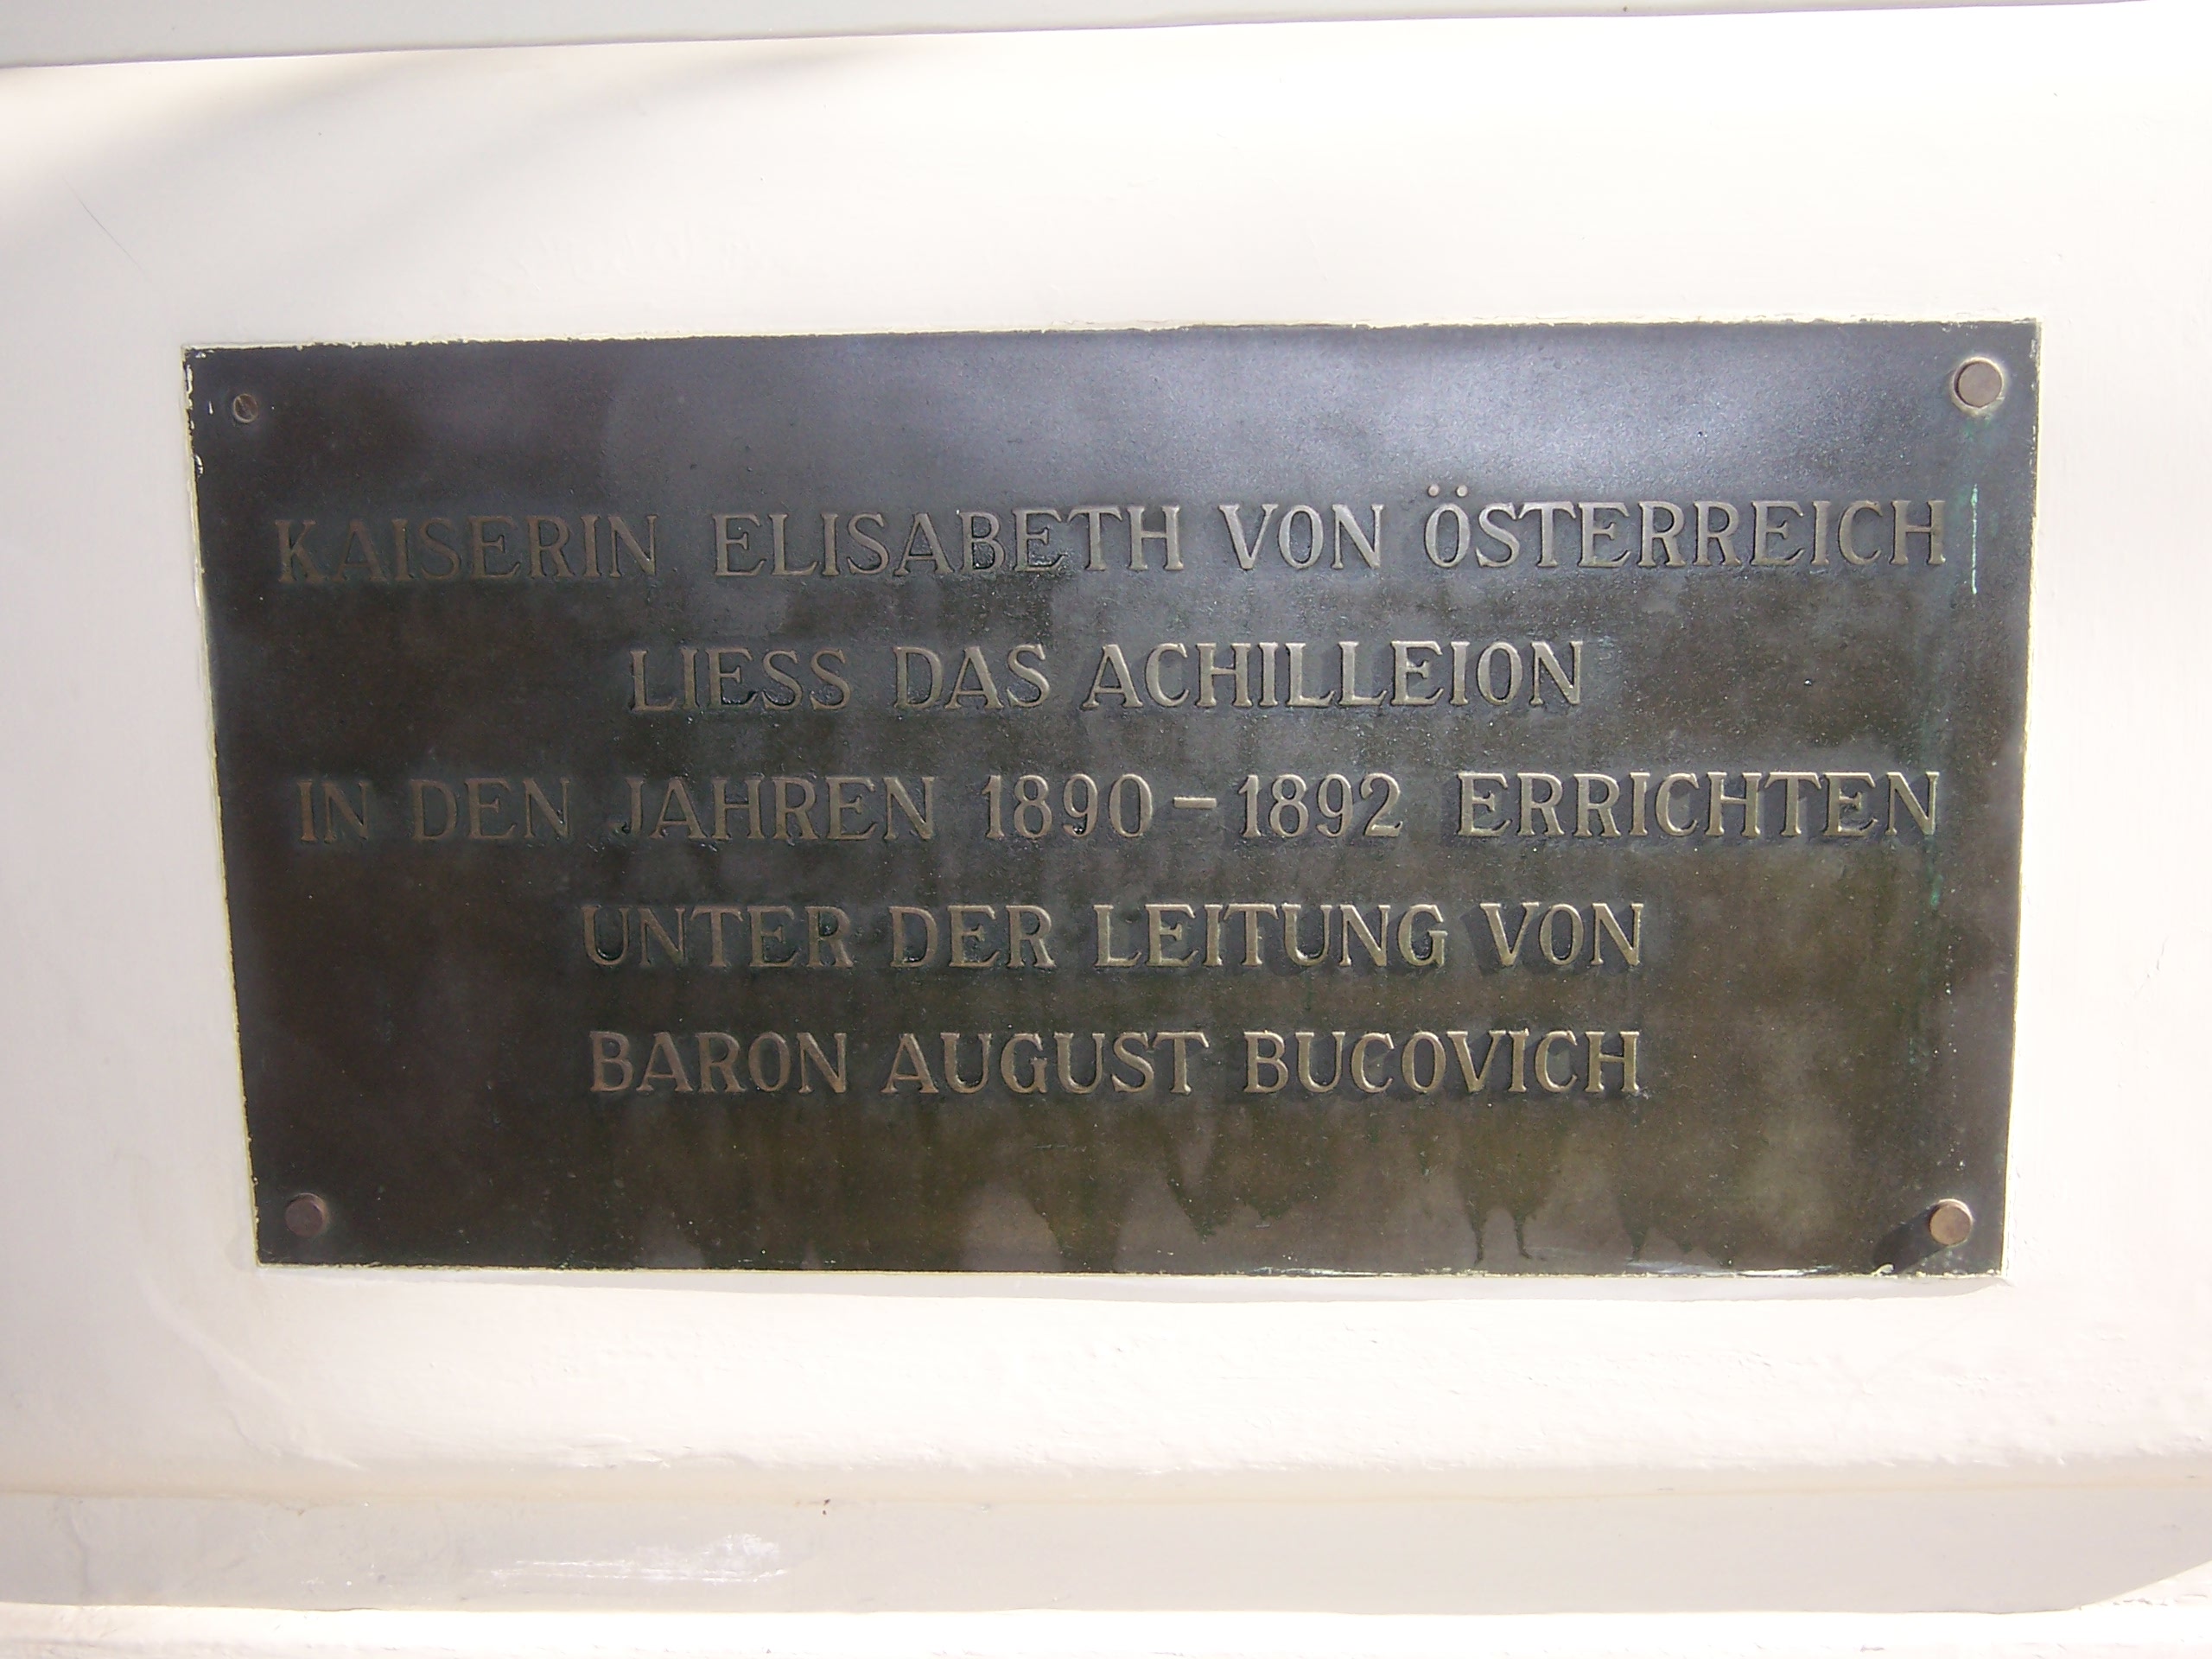 KAISERIN ELISABETH VON ÖSTERREICH
LIESS DAS ACHILLEION
IN DEN JAHREN 1890–1892 ERRICHTEN
UNTER DER LEITUNG VON
BARON AUGUST BUCOVICH